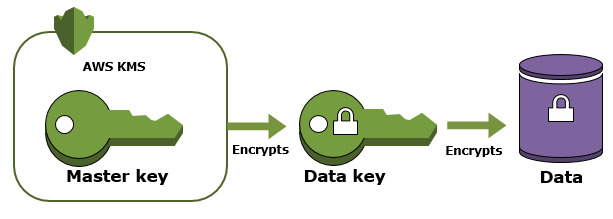 AWS KMS
Master key
Encrypts
Data key
Encrypts
Data